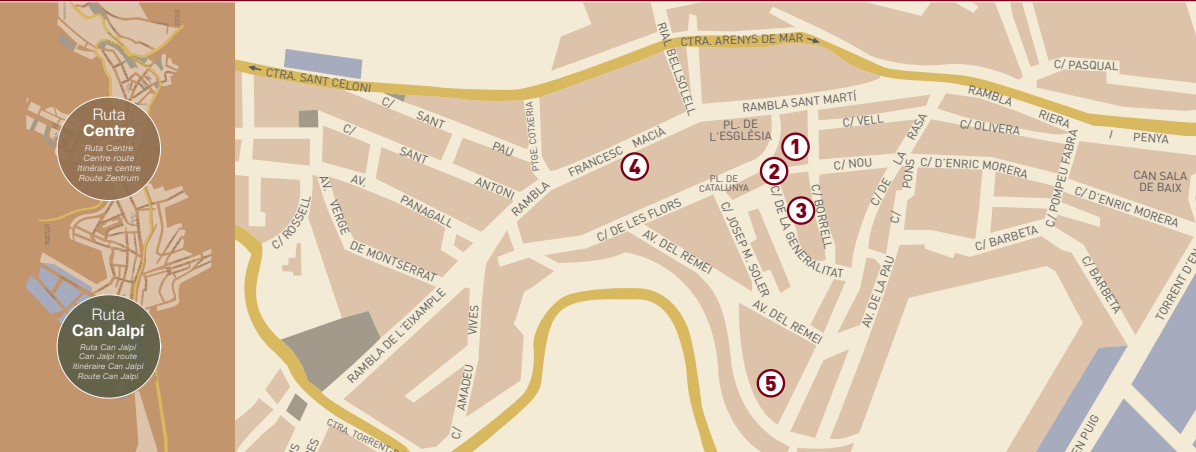 Ruta
Centre
Ruta Centre
Centre route
Itinéraire centre
Route Zentrum
Ruta
Can Jalpí
Ruta Can Jalpí
Can Jalpí route
Itinéraire Can Jalpí
Route Can Jalpí
CTRA. SANT CELONI
CTRA. ARENYS DE MAR
RIAL BELLSOLELL
C/ PASQUAL
C/ SANT PAU
C/ SANT ANTONI
PTGE. COTXERIA
RAMBLA FRANCESC MACIÀ
RAMBLA SANT MARTÍ
RAMBLA
RIERA I PENYA
PL. DE
L'ESGLÉSIA
C/ VELL
C/ OLIVERA
C/ NOU
C/ D'ENRIC MORERA
C/ DE LA RASA
C/ PONS
C/ POMPEU FABRA
CAN SALA
DE BAIX
C/ D'ENRIC MORERA
PL. DE
CATALUNYA
1
2
3
4
5
AV. PANAGALL
AV. VERGE
DE MONTSERRAT
C/ ROSSELL
C/ DE LES FLORS
C/ JOSEP M. SOLER
C/ DE LA GENERALITAT
C/ BORRELL
AV. DEL REMEI
AV. DEL REMEI
AV. DE LA PAU
C/ BARBETA
C/ BARBETA
RAMBLA DE L'EIXAMPLE
C/ AMADEU VIVES
CTRA. TORRENT
TORRENT D'EN
EN PUIG